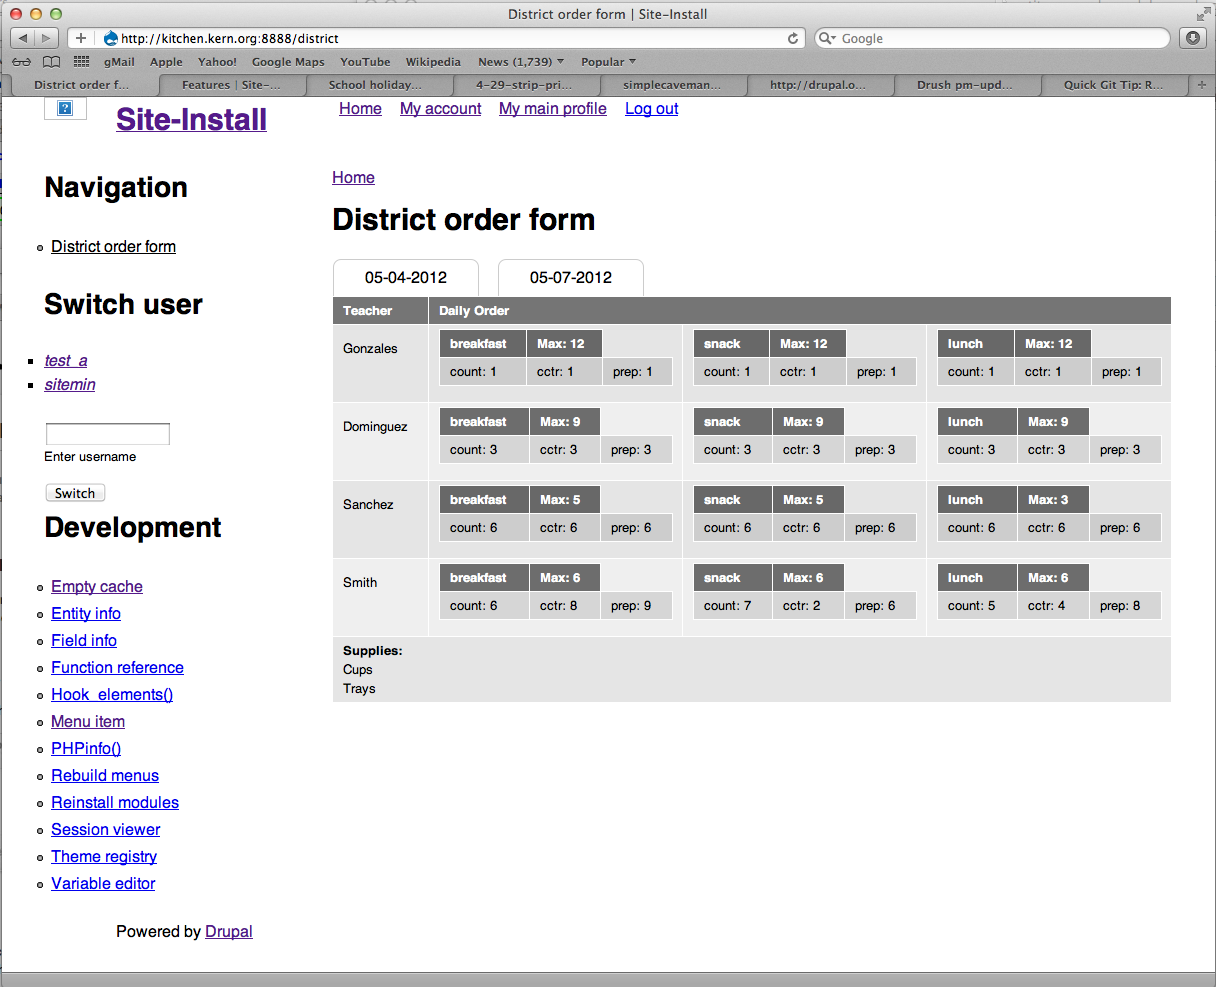 District order form | Site-Install
http://kitchen.kern.org:8888/district
Google
gMail Apple Yahoo! Google Maps YouTube Wikipedia News (1,739) Popular
District order f... Features | Site-... School holiday... 4-29-strip-pri... simplecaveman... http://drupal.o... Drush pm-upd... Quick Git Tip: R...
Site-Install
Home My account My main profile Log out
Navigation
District order form
Switch user
test_a
sitemin
Enter username
Switch
Development
Empty cache
Entity info
Field info
Function reference
Hook_elements()
Menu item
PHPinfo()
Rebuild menus
Reinstall modules
Session viewer
Theme registry
Variable editor
Home
District order form
05-04-2012 05-07-2012
Teacher Daily Order
Gonzales
breakfast Max: 12 snack Max: 12 lunch Max: 12
count: 1 cctr: 1 prep: 1 count: 1 cctr: 1 prep: 1 count: 1 cctr: 1 prep: 1
Dominguez
breakfast Max: 9 snack Max: 9 lunch Max: 9
count: 3 cctr: 3 prep: 3 count: 3 cctr: 3 prep: 3 count: 3 cctr: 3 prep: 3
Sanchez
breakfast Max: 5 snack Max: 5 lunch Max: 3
count: 6 cctr: 6 prep: 6 count: 6 cctr: 6 prep: 6 count: 6 cctr: 6 prep: 6
Smith
breakfast Max: 6 snack Max: 6 lunch Max: 6
count: 6 cctr: 8 prep: 9 count: 7 cctr: 2 prep: 6 count: 5 cctr: 4 prep: 8
Supplies:
Cups
Trays
Powered by Drupal